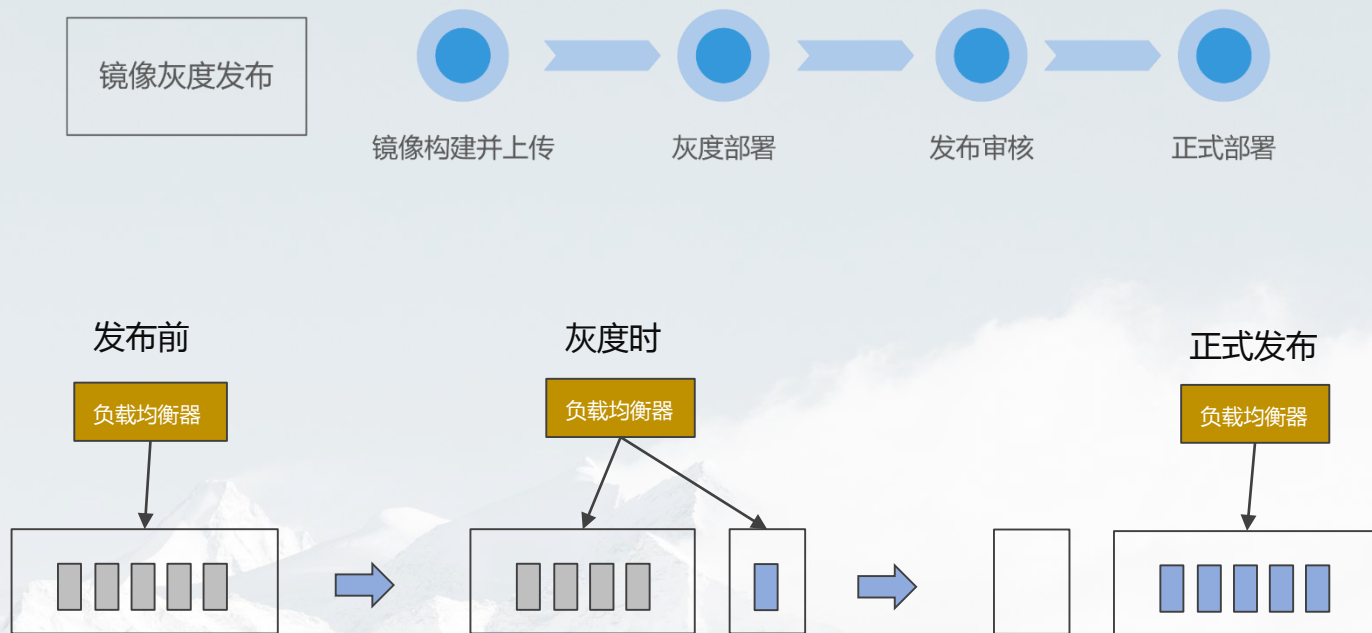 镜像灰度发布
镜像构建并上传
灰度部署
发布审核
正式部署
发布前
灰度时
正式发布
负载均衡器
负载均衡器
负载均衡器